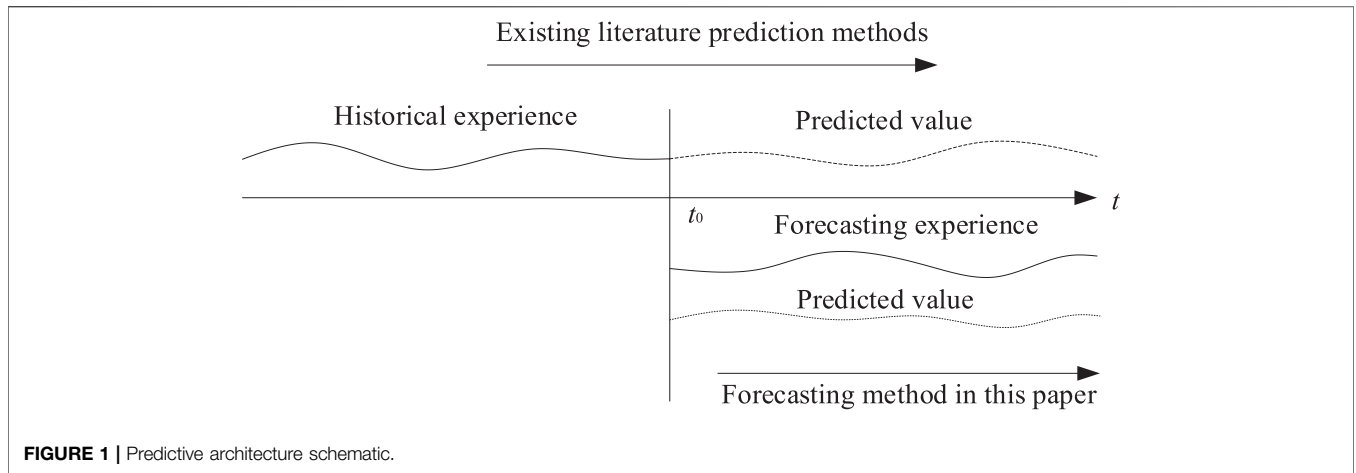 Existing literature prediction methods
Historical experience
Predicted value
t
t0
Forecasting experience
Predicted value
Forecasting method in this paper
FIGURE 1 | Predictive architecture schematic.